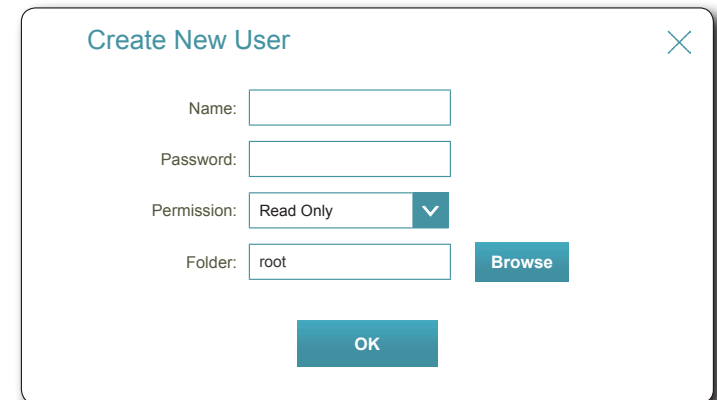 Create New User
Name:
Password:
Permission: Read Only
Folder: root Browse
OK